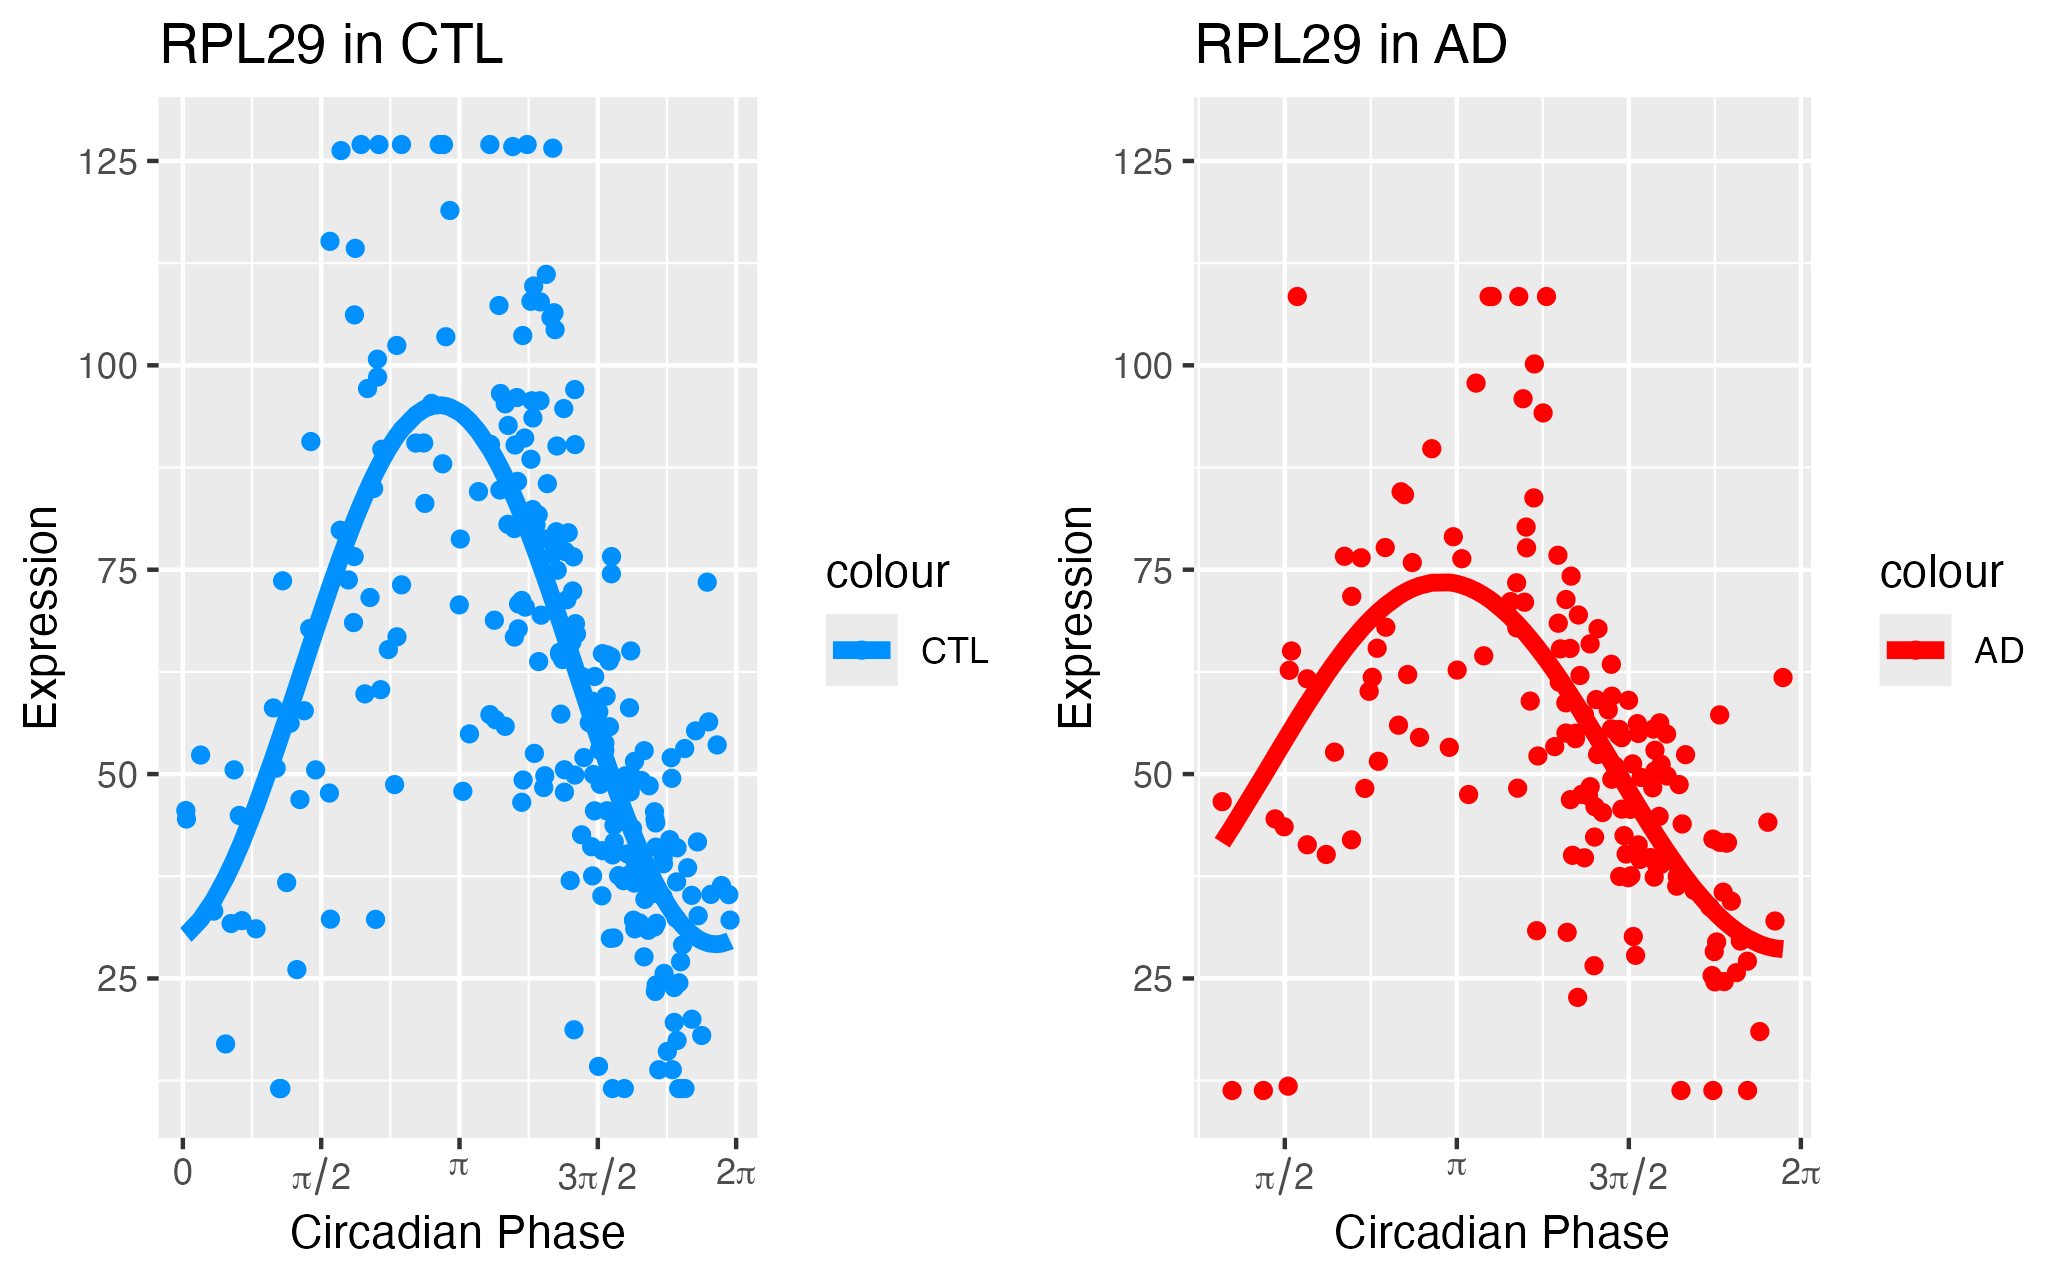 RPL29 in CTL
125
100
75
50
25
Expression
0
π/2
π
3π/2
2π
Circadian Phase
colour
CTL
RPL29 in AD
125
100
75
50
25
Expression
π/2
π
3π/2
2π
Circadian Phase
colour
AD